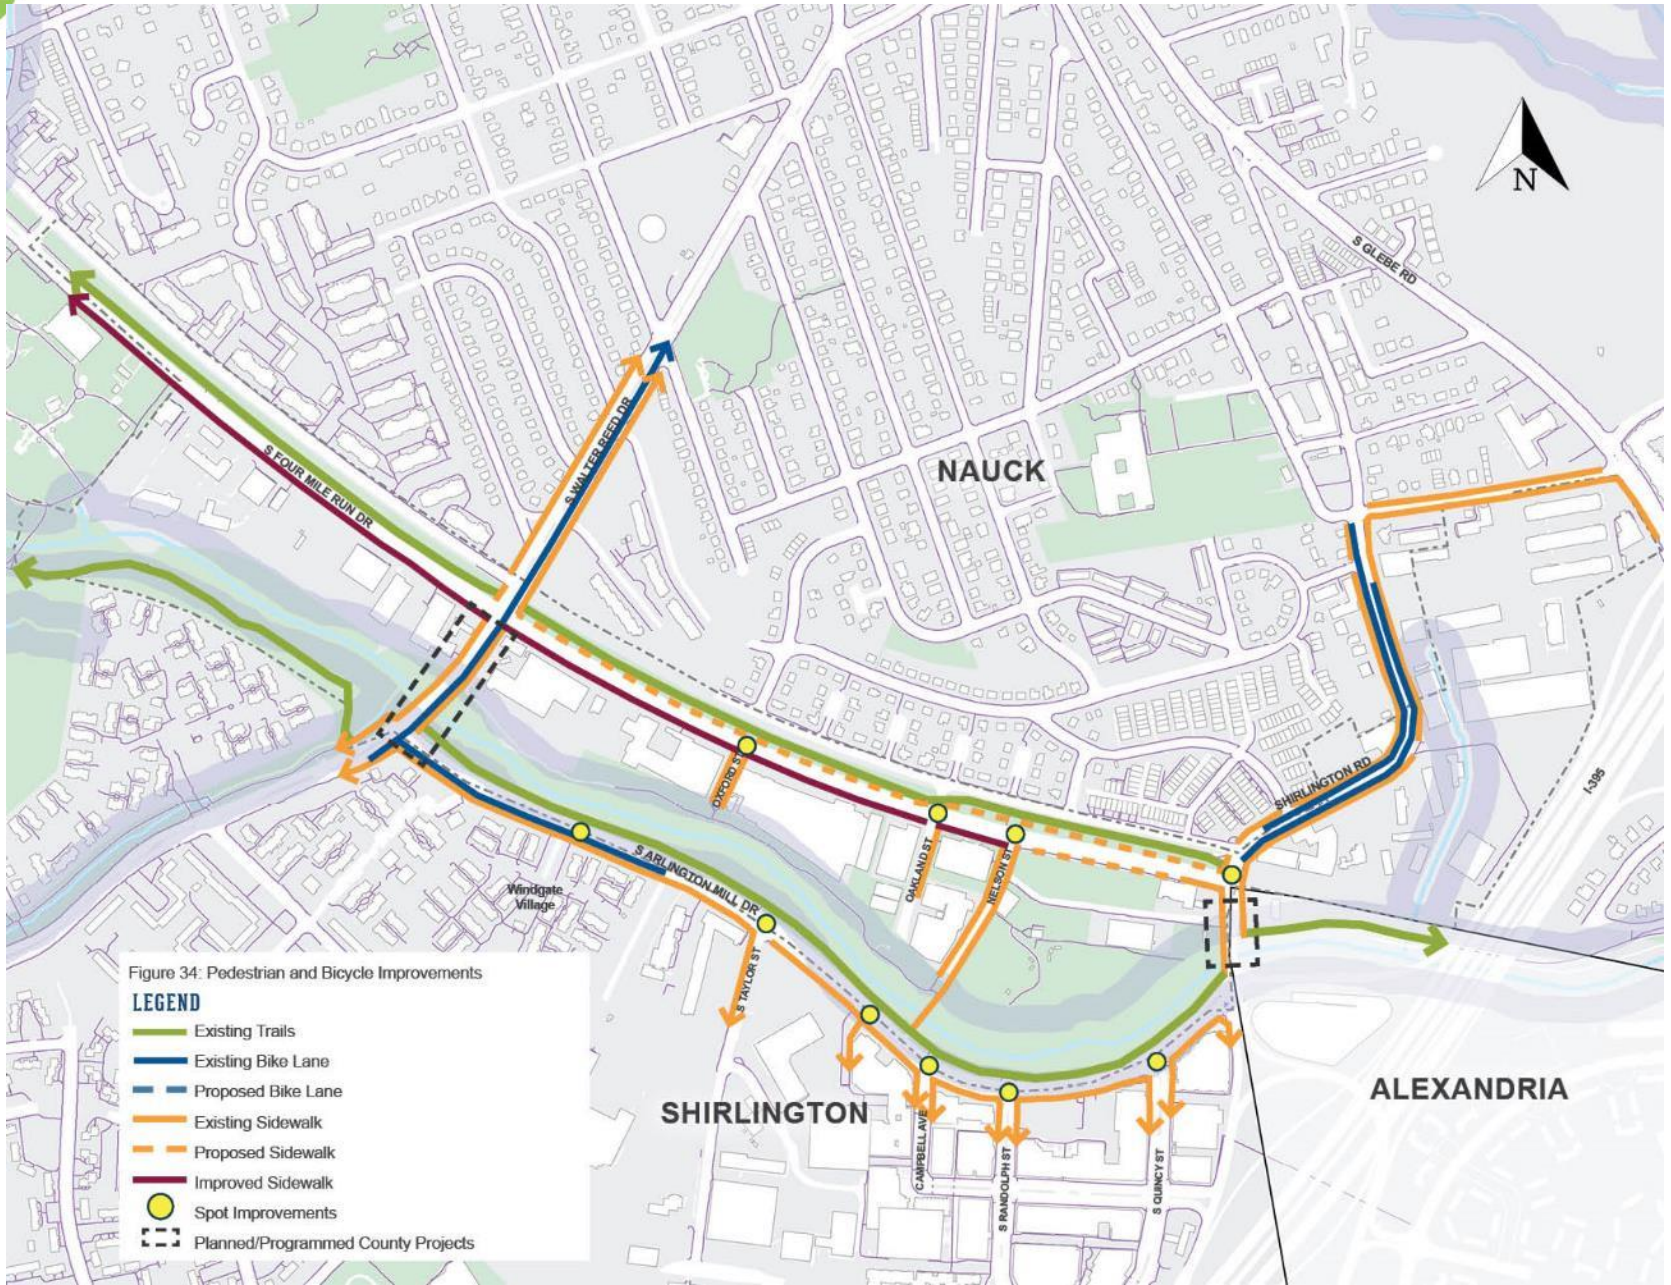 N
S GLEBE RD
S WALTER REED DR
NAUCK
S FOUR MILE RUN DR
I-395
SHIRLINGTON RD
OXFORD ST
OAKLAND ST
NELSON ST
S ARLINGTON MILL DR
Windgate
Village
S TAYLOR ST
SHIRLINGTON
ALEXANDRIA
CAMPBELL AVE
S RANDOLPH ST
S QUINCY ST
Figure 34: Pedestrian and Bicycle Improvements
LEGEND
Existing Trails
Existing Bike Lane
Proposed Bike Lane
Existing Sidewalk
Proposed Sidewalk
Improved Sidewalk
Spot Improvements
Planned/Programmed County Projects